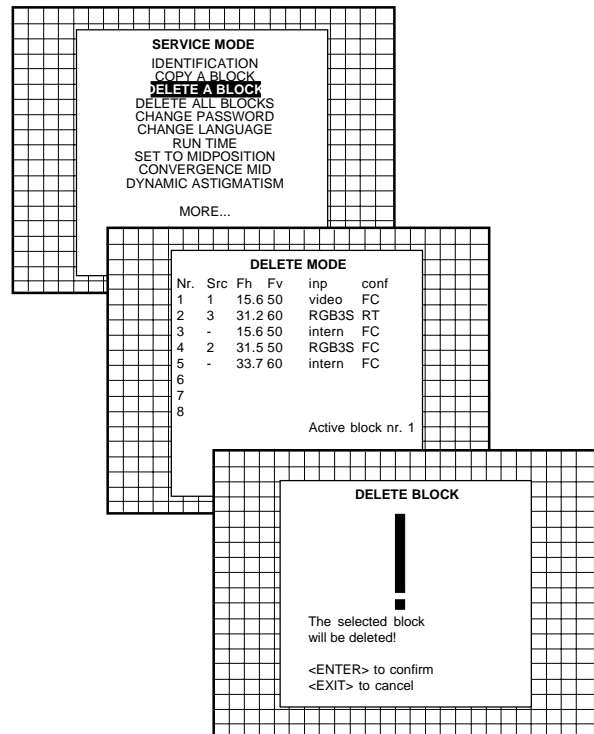 SERVICE MODE
IDENTIFICATION
COPY A BLOCK
DELETE A BLOCK
DELETE ALL BLOCKS
CHANGE PASSWORD
CHANGE LANGUAGE
RUN TIME
SET TO MIDPOSITION
CONVERGENCE MID
DYNAMIC ASTIGMATISM
MORE...
DELETE MODE
Nr. Src Fh Fv inp conf
1 1 15.6 50 video FC
2 3 31.2 60 RGB3S RT
3 - 15.6 50 intern FC
4 2 31.5 50 RGB3S FC
5 - 33.7 60 intern FC
6
7
8
Active block nr. 1
DELETE BLOCK
!
The selected block
will be deleted!
<ENTER> to confirm
<EXIT> to cancel